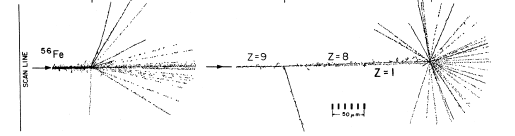 SCAN LINE
⁵⁶Fe
Z=9
Z=8
Z=1
50 μm